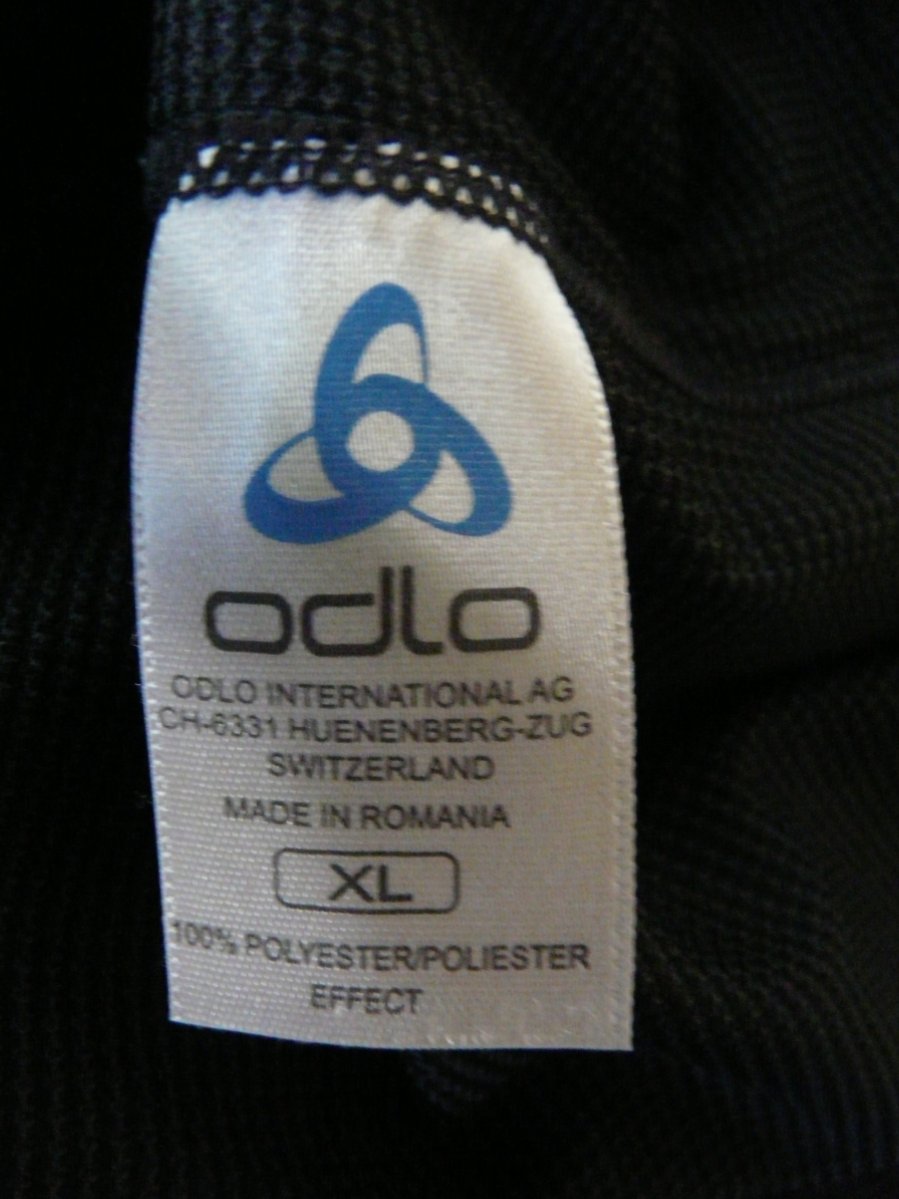 odlo
ODLO INTERNATIONAL AG
CH-6331 HUENENBERG-ZUG
SWITZERLAND
MADE IN ROMANIA
XL
100% POLYESTER/POLIESTER
EFFECT